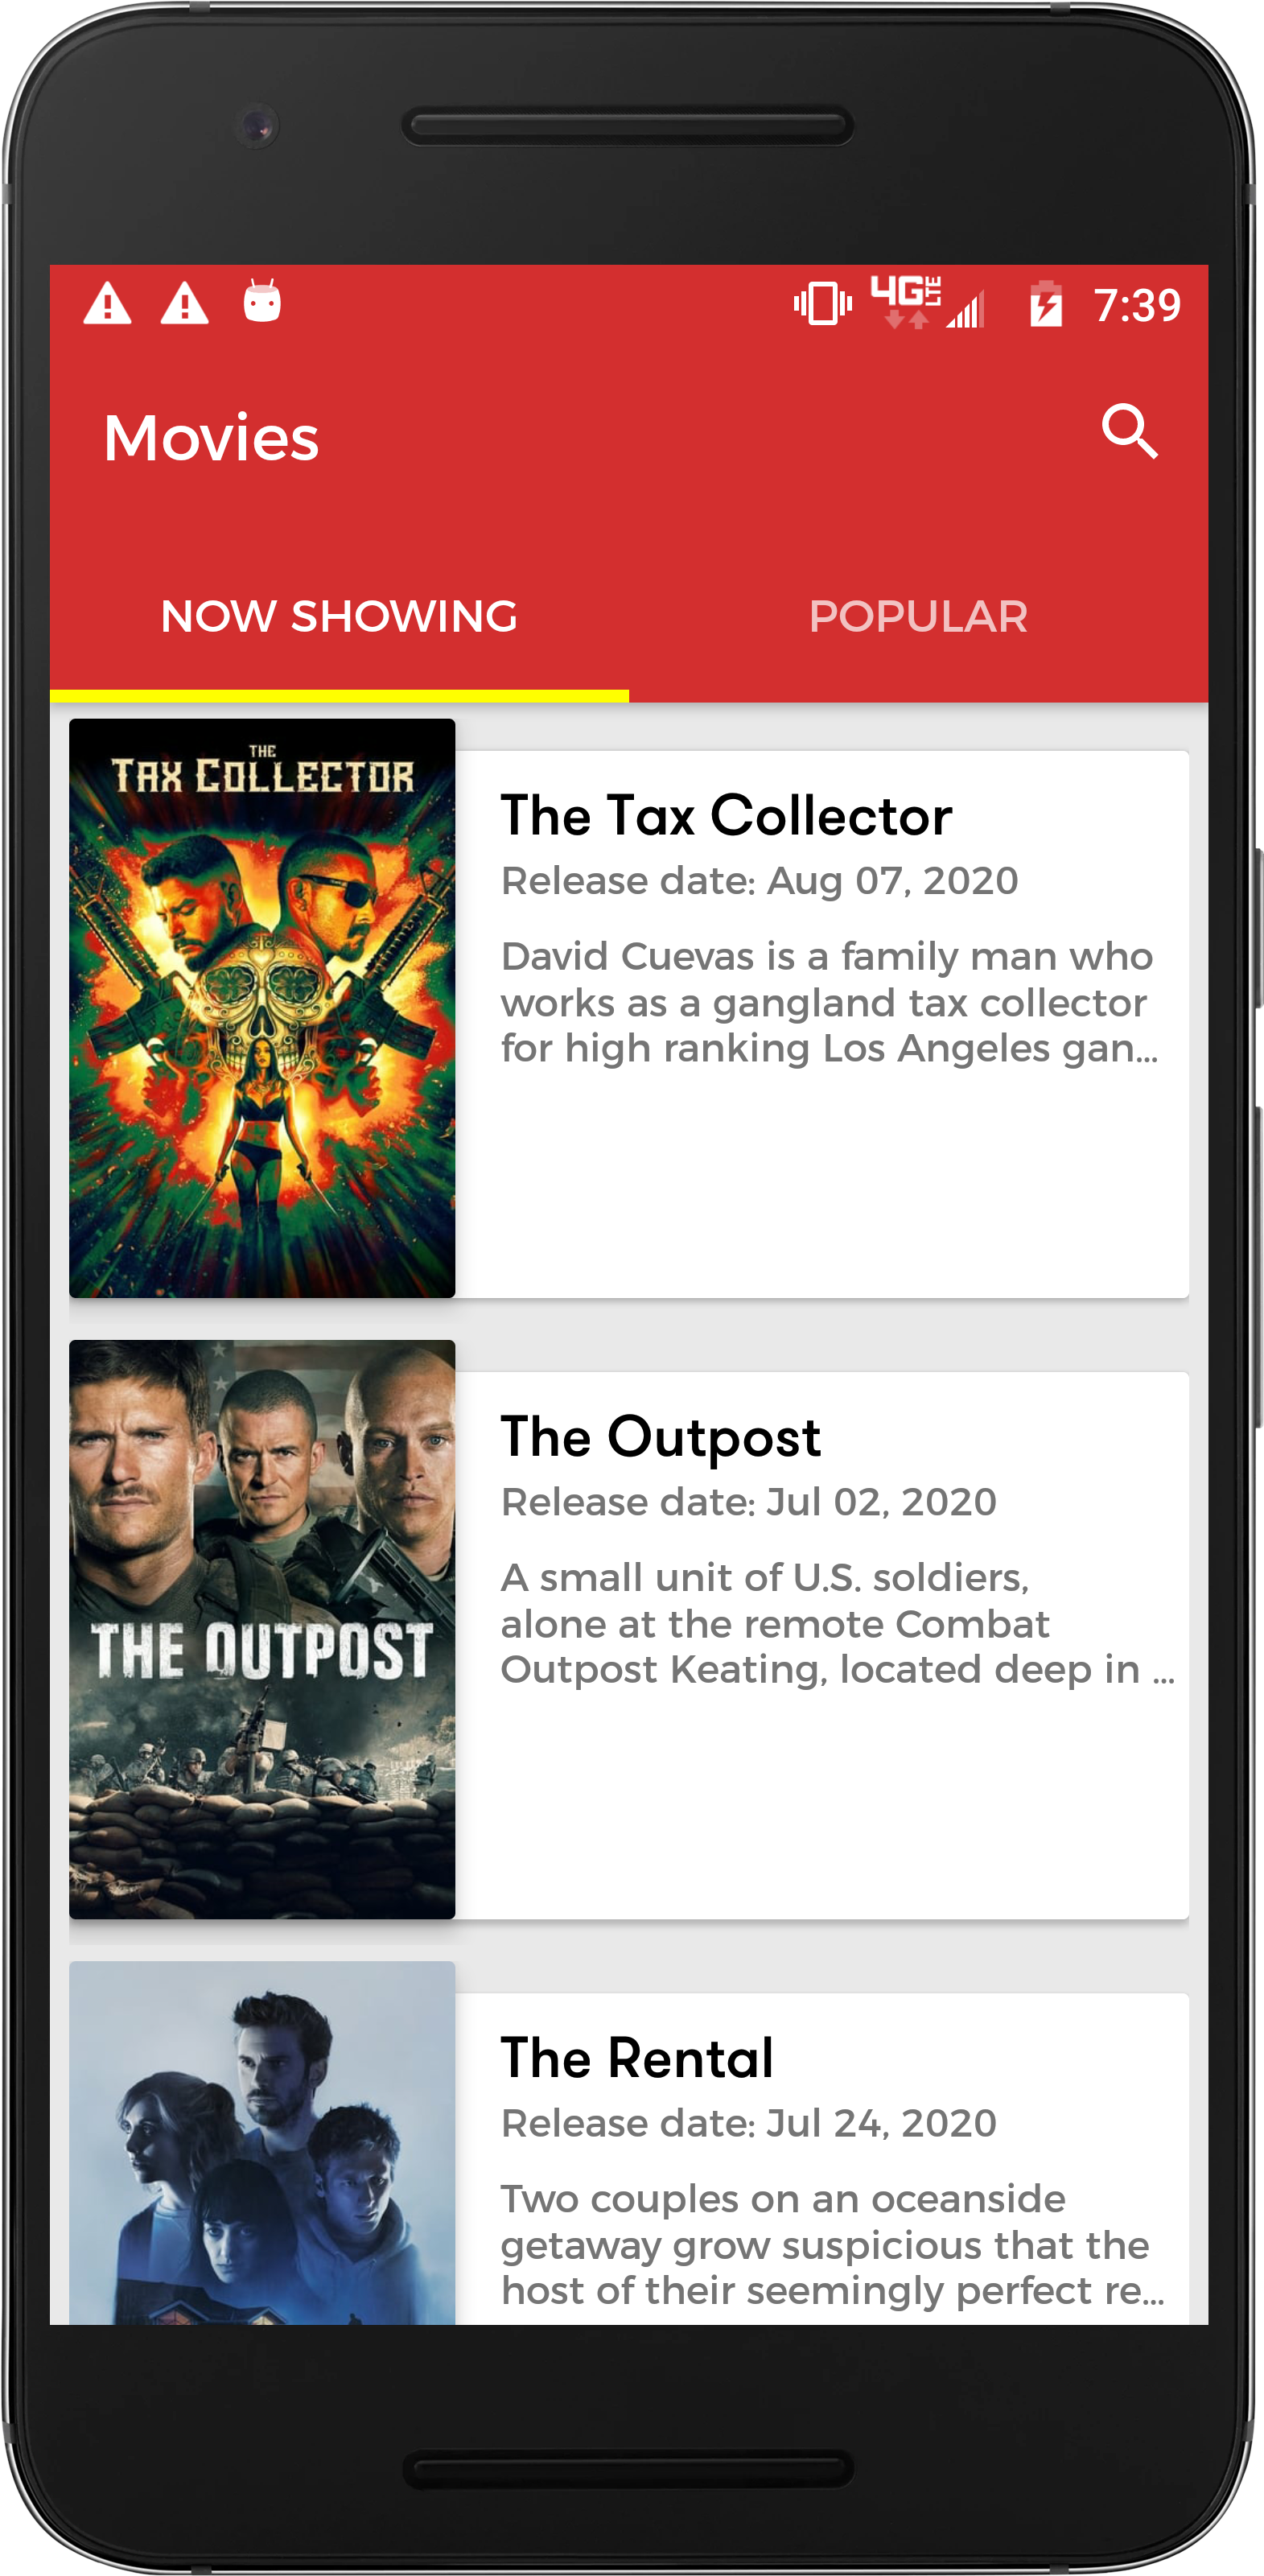 4G LTE 7:39
Movies
NOW SHOWING POPULAR
THE
TAX COLLECTOR
The Tax Collector
Release date: Aug 07, 2020
David Cuevas is a family man who
works as a gangland tax collector
for high ranking Los Angeles gan...
THE OUTPOST
The Outpost
Release date: Jul 02, 2020
A small unit of U.S. soldiers,
alone at the remote Combat
Outpost Keating, located deep in ...
The Rental
Release date: Jul 24, 2020
Two couples on an oceanside
getaway grow suspicious that the
host of their seemingly perfect re...